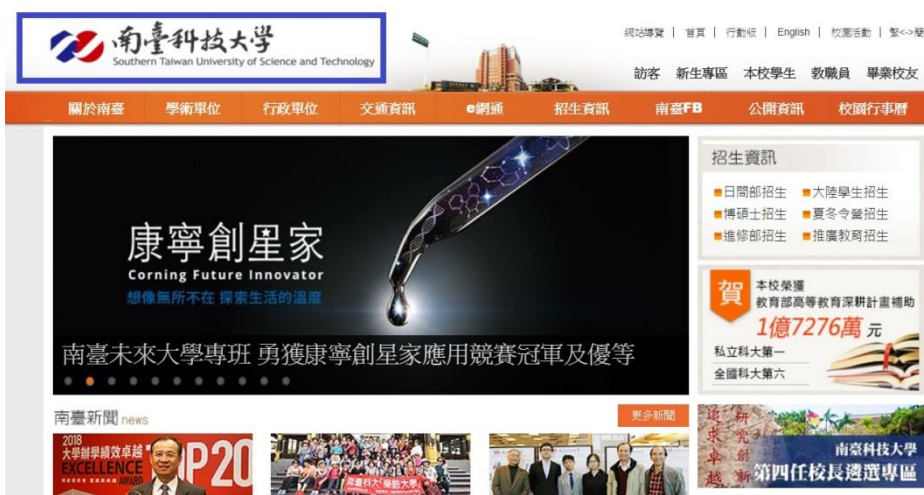 南臺科技大學
Southern Taiwan University of Science and Technology
網站導覽 | 首頁 | 行動版 | English | 校園活動 | 繁<->簡
訪客 新生專區 本校學生 教職員 畢業校友
關於南臺 學術單位 行政單位 交通資訊 e網通 招生資訊 南臺FB 公開資訊 校園行事曆
康寧創星家
Corning Future Innovator
想像無所不在 探索生活的溫度
南臺未來大學專班 勇獲康寧創星家應用競賽冠軍及優等
招生資訊
日間部招生 大陸學生招生
博碩士招生 夏冬令營招生
進修部招生 推廣教育招生
賀
本校榮獲
教育部高等教育深耕計畫補助
1億7276萬 元
私立科大第一
全國科大第六
南臺新聞 news
更多新聞
2018
大學辦學績效卓越
EXCELLENCE
AWARD
TOP20
追求卓越
研究創新
南臺科技大學
第四任校長遴選專區